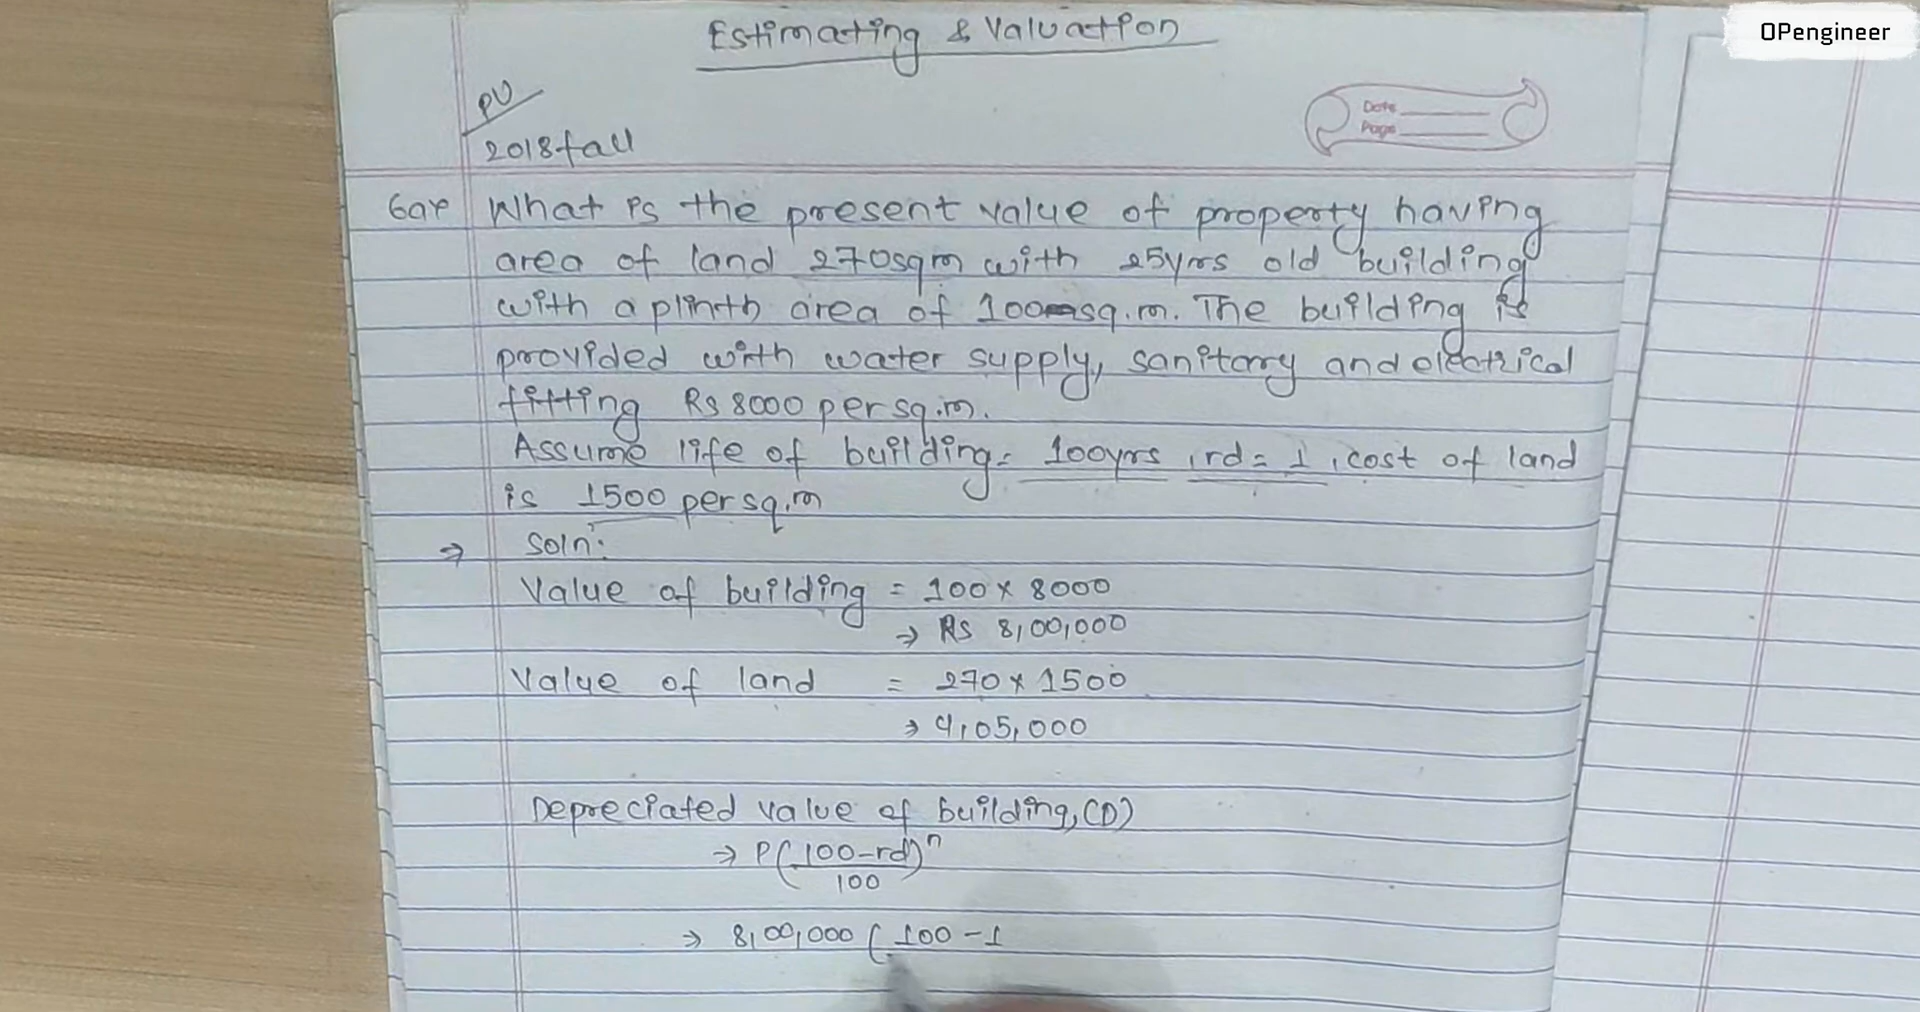 OPengineer
Estimating & Valuation
PU
2018 fall
Date
Page
6a> What is the present value of property having
area of land 270sqm with 25yrs old building
with a plinth area of 100sq.m. The building is
provided with water supply, sanitary and electrical
fitting Rs 8000 per sq.m.
Assume life of building = 100yrs, rd = 1, cost of land
is 1500 per sq.m
⇒ Soln:
Value of building = 100 × 8000
⇒ Rs 8,00,000
Value of land = 270 × 1500
⇒ 4,05,000
Depreciated value of building, (D)
⇒ P(100-rd)ⁿ
100
⇒ 8,00,000 (100-1